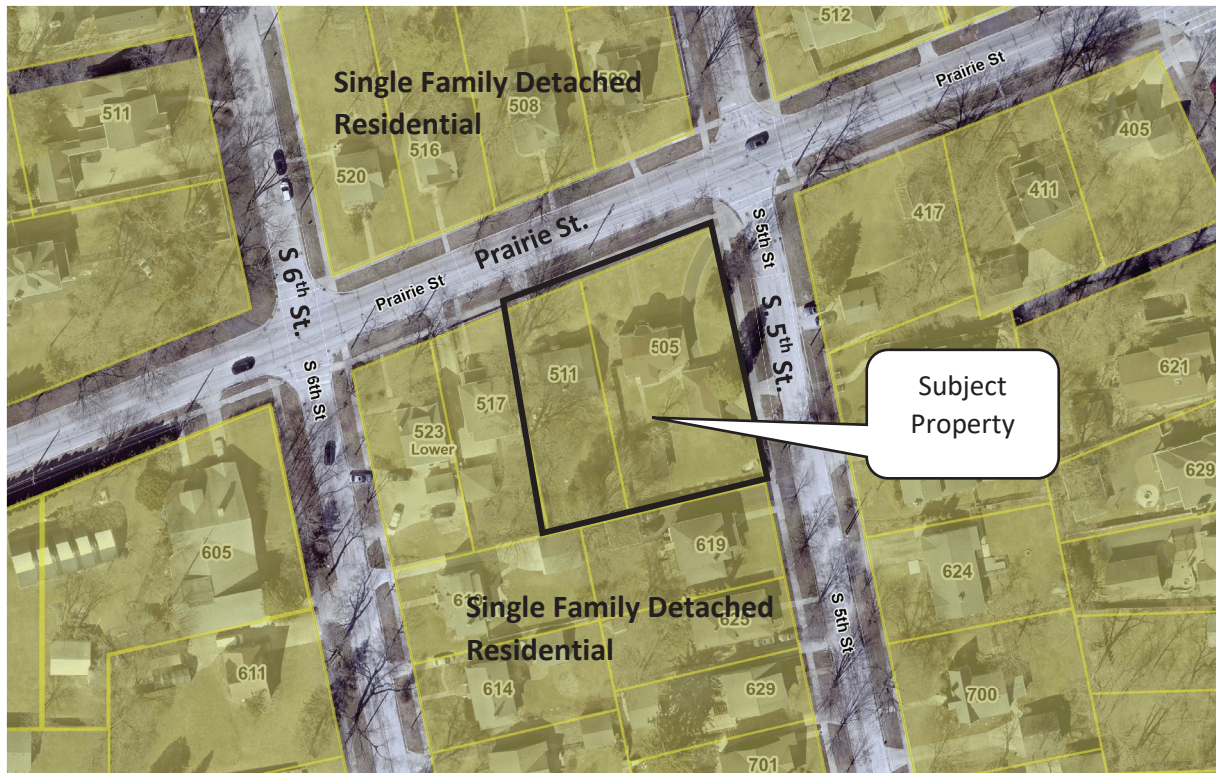 512
Single Family Detached
Residential
508
Prairie St
511
516
520
405
411
417
Prairie St.
S 5th St
S 6th St.
Prairie St
S. 5th St.
505
511
Subject
Property
621
S 6th St
517
523
Lower
629
605
619
624
Single Family Detached
Residential
625
S 5th St
611
614
629
700
701